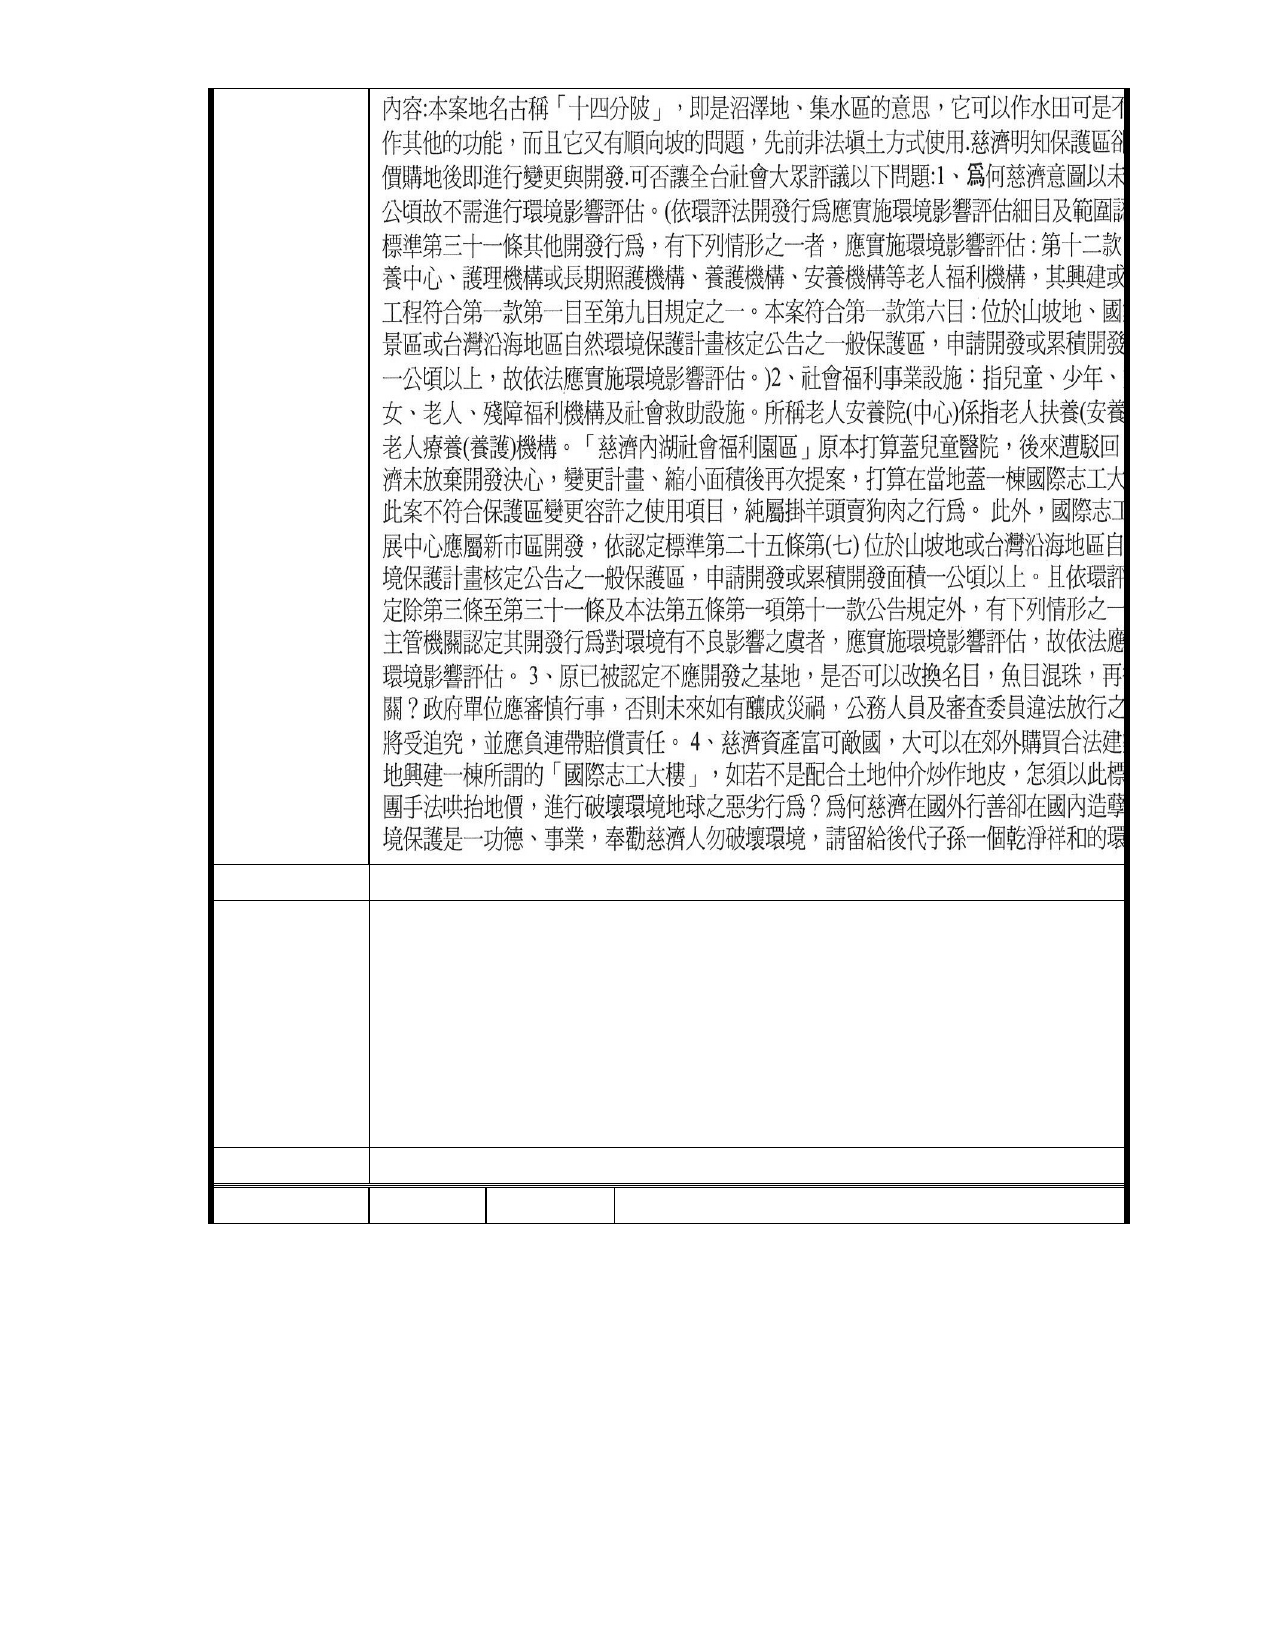 內容:本案地名古稱「十四分陂」，即是沼澤地、集水區的意思，它可以作水田可是不
作其他的功能，而且它又有順向坡的問題，先前非法塡土方式使用.慈濟明知保護區卻
價購地後即進行變更與開發.可否讓全台社會大眾評議以下問題:1、爲何慈濟意圖以未
公頃故不需進行環境影響評估。(依環評法開發行爲應實施環境影響評估細目及範圍認
標準第三十一條其他開發行爲，有下列情形之一者，應實施環境影響評估：第十二款
養中心、護理機構或長期照護機構、養護機構、安養機構等老人福利機構，其興建或
工程符合第一款第一目至第九目規定之一。本案符合第一款第六目：位於山坡地、國
景區或台灣沿海地區自然環境保護計畫核定公告之一般保護區，申請開發或累積開發
一公頃以上，故依法應實施環境影響評估。)2、社會福利事業設施：指兒童、少年、
女、老人、殘障福利機構及社會救助設施。所稱老人安養院(中心)係指老人扶養(安養
老人療養(養護)機構。「慈濟內湖社會福利園區」原本打算蓋兒童醫院，後來遭駁回
濟未放棄開發決心，變更計畫、縮小面積後再次提案，打算在當地蓋一棟國際志工大
此案不符合保護區變更容許之使用項目，純屬掛羊頭賣狗肉之行爲。 此外，國際志工
展中心應屬新市區開發，依認定標準第二十五條第(七) 位於山坡地或台灣沿海地區自
境保護計畫核定公告之一般保護區，申請開發或累積開發面積一公頃以上。且依環評
定除第三條至第三十一條及本法第五條第一項第十一款公告規定外，有下列情形之一
主管機關認定其開發行爲對環境有不良影響之虞者，應實施環境影響評估，故依法應
環境影響評估。 3、原已被認定不應開發之基地，是否可以改換名目，魚目混珠，再
關？政府單位應審慎行事，否則未來如有釀成災禍，公務人員及審查委員違法放行之
將受追究，並應負連帶賠償責任。 4、慈濟資產富可敵國，大可以在郊外購買合法建
地興建一棟所謂的「國際志工大樓」，如若不是配合土地仲介炒作地皮，怎須以此標
團手法哄抬地價，進行破壞環境地球之惡劣行爲？爲何慈濟在國外行善卻在國內造孽
境保護是一功德、事業，奉勸慈濟人勿破壞環境，請留給後代子孫一個乾淨祥和的環